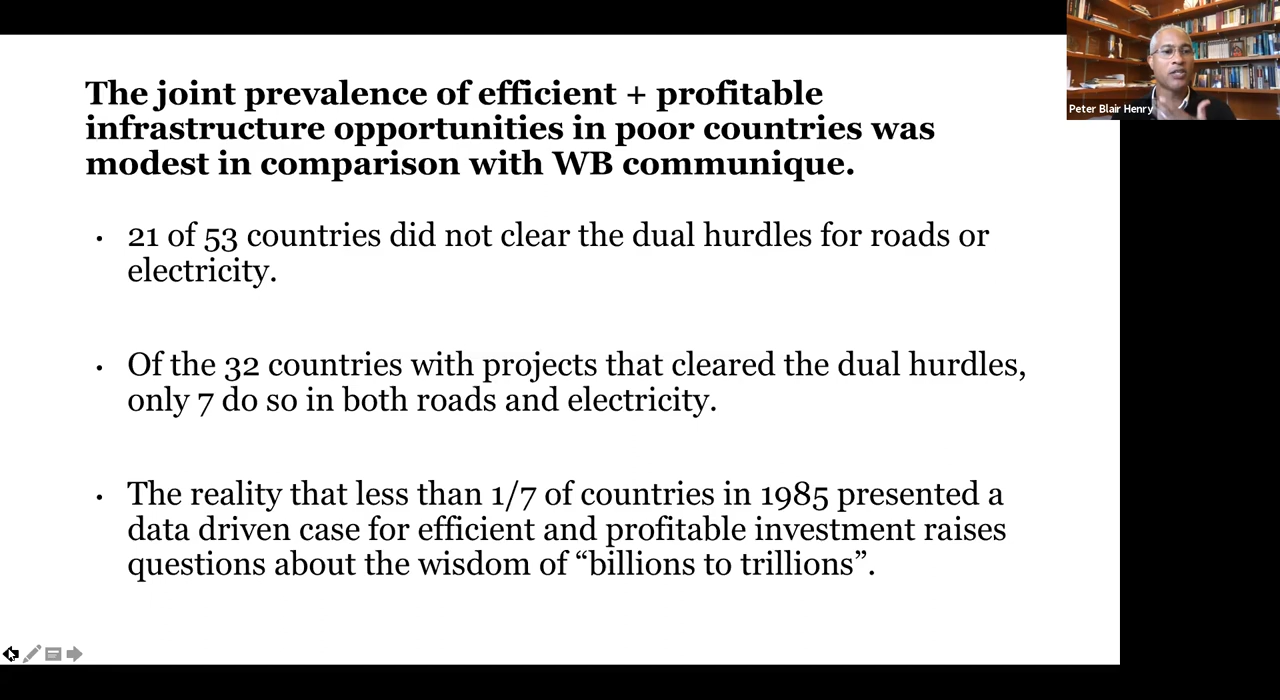 The joint prevalence of efficient + profitable
infrastructure opportunities in poor countries was
modest in comparison with WB communique.
• 21 of 53 countries did not clear the dual hurdles for roads or
electricity.
• Of the 32 countries with projects that cleared the dual hurdles,
only 7 do so in both roads and electricity.
• The reality that less than 1/7 of countries in 1985 presented a
data driven case for efficient and profitable investment raises
questions about the wisdom of “billions to trillions”.
Peter Blair Henry